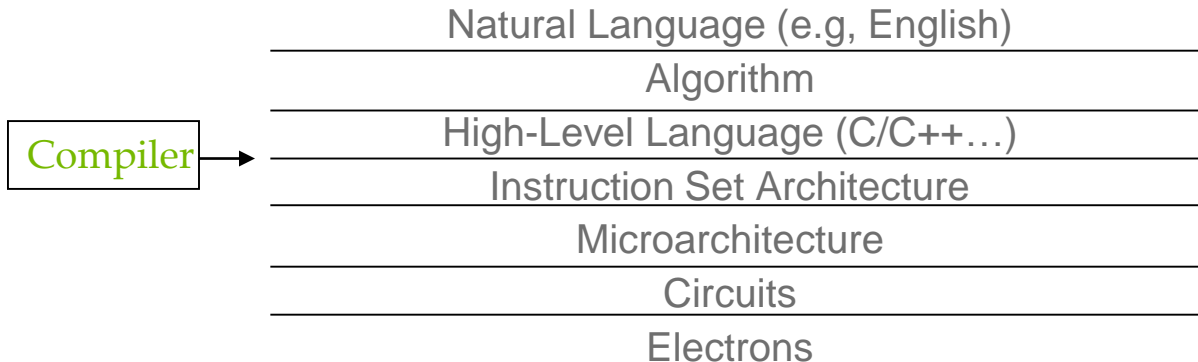 Natural Language (e.g, English)
Algorithm
Compiler
High-Level Language (C/C++…)
Instruction Set Architecture
Microarchitecture
Circuits
Electrons